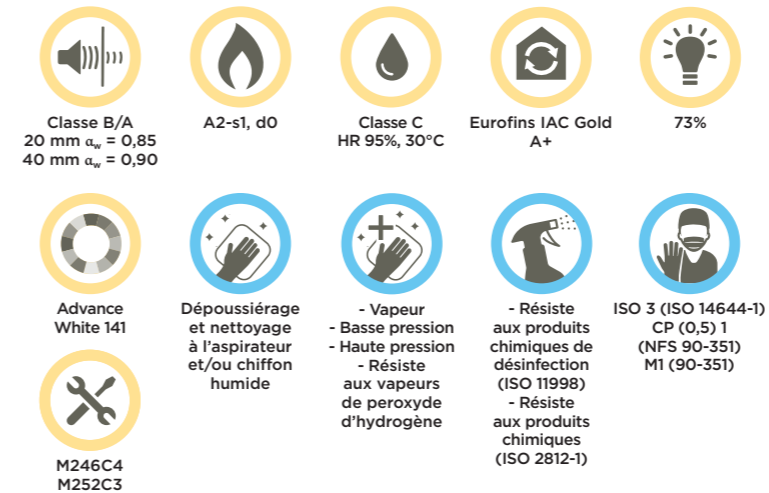 Classe B/A
20 mm αw = 0,85
40 mm αw = 0,90
A2-s1, d0
Classe C
HR 95%, 30°C
Eurofins IAC Gold
A+
73%
Advance
White 141
Dépoussiérage
et nettoyage
à l’aspirateur
et/ou chiffon
humide
- Vapeur
- Basse pression
- Haute pression
- Résiste
aux vapeurs
de peroxyde
d’hydrogène
- Résiste
aux produits
chimiques de
désinfection
(ISO 11998)
- Résiste
aux produits
chimiques
(ISO 2812-1)
ISO 3 (ISO 14644-1)
CP (0,5) 1
(NFS 90-351)
M1 (90-351)
M246C4
M252C3